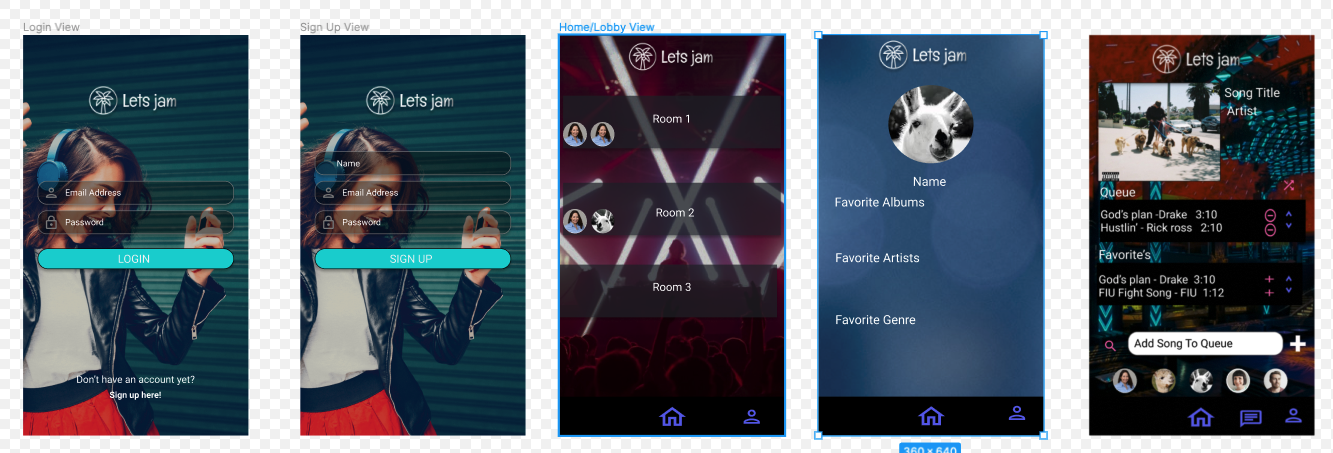 Login View
Lets jam
Email Address
Password
LOGIN
Don't have an account yet?
Sign up here!
Sign Up View
Lets jam
Name
Email Address
Password
SIGN UP
Home/Lobby View
Lets jam
Room 1
Room 2
Room 3
Lets jam
Name
Favorite Albums
Favorite Artists
Favorite Genre
360 × 640
Lets jam
Song Title
Artist
Queue
God's plan -Drake 3:10
Hustlin' - Rick ross 2:10
Favorite's
God's plan - Drake 3:10
FIU Fight Song - FIU 1:12
Add Song To Queue